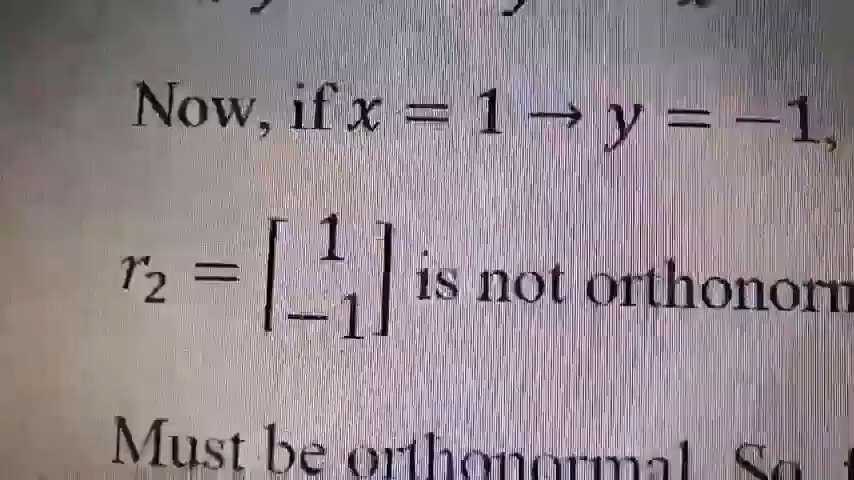 Now, if x = 1 → y = −1,
r₂ = [1 −1] is not orthonorm
Must be orthonormal. So,